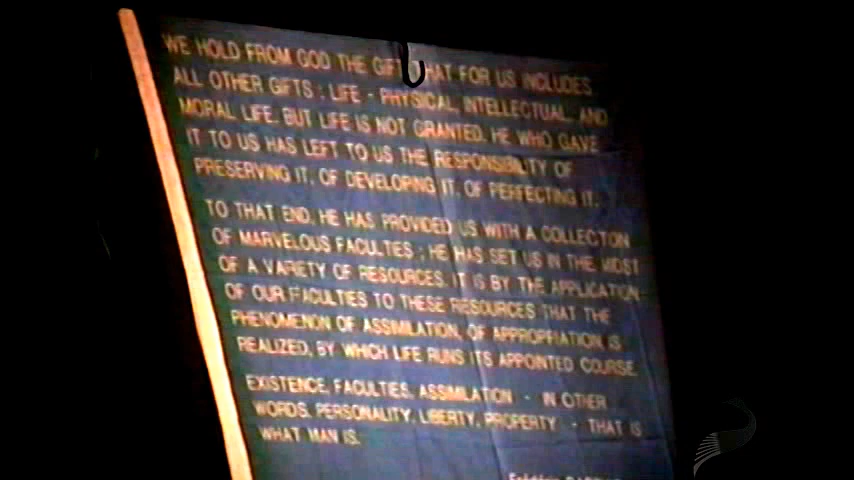 WE HOLD FROM GOD THE GIFT THAT FOR US INCLUDES
ALL OTHER GIFTS : LIFE - PHYSICAL, INTELLECTUAL, AND
MORAL LIFE. BUT LIFE IS NOT GRANTED. HE WHO GAVE
IT TO US HAS LEFT TO US THE RESPONSIBILITY OF
PRESERVING IT, OF DEVELOPING IT, OF PERFECTING IT.
TO THAT END, HE HAS PROVIDED US WITH A COLLECTION
OF MARVELOUS FACULTIES ; HE HAS SET US IN THE MIDST
OF A VARIETY OF RESOURCES. IT IS BY THE APPLICATION
OF OUR FACULTIES TO THESE RESOURCES THAT THE
PHENOMENON OF ASSIMILATION, OF APPROPRIATION, IS
REALIZED, BY WHICH LIFE RUNS ITS APPOINTED COURSE.
EXISTENCE, FACULTIES, ASSIMILATION - IN OTHER
WORDS, PERSONALITY, LIBERTY, PROPERTY - THAT IS
WHAT MAN IS.